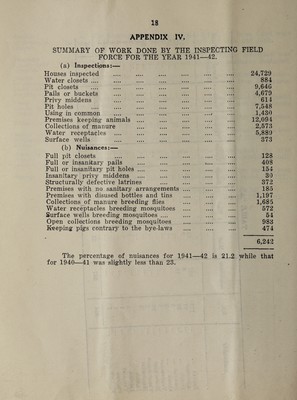 18
APPENDIX IV.
SUMMARY OF WORK DONE BY THE INSPECTING FIELD
FORCE FOR THE YEAR 1941—42.
(a) Inspections:—
Houses inspected .... .... .... .... .... 24,729
Water closets .... .... .... .... .... .... 884
Pit closets .... .... .... .... .... .... 9,646
Pails or buckets .... .... .... .... .... 4,679
Privy middens .... .... .... .... .... 614
Pit holes .... .... .... .... .... .... 7,548
Using in common .... .... .... .... .... 1,430
Premises keeping animals .... .... .... .... 12,694
Collections of manure .... .... .... .... 2,573
Water receptacles .... .... .... .... .... 5,889
Surface wells .... .... .... .... .... 373
(b) Nuisances:—
Full pit closets .... .... .... .... .... 128
Full or insanitary pails .... .... .... .... 408
Full or insanitary pit holes .... .... .... .... 154
Insanitary privy middens .... .... .... .... 30
Structurally defective latrines .... .... .... 372
Premises with no sanitary arrangements .... .... .... 185
Premises with disused bottles and tins .... .... .... 1,197
Collections of manure breeding flies .... .... .... 1,685
Water receptacles breeding mosquitoes .... .... .... 572
Surface wells breeding mosquitoes .... .... .... .... 54
Open collections breeding mosquitoes .... .... .... 983
Keeping pigs contrary to the bye-laws .... .... .... 474
6,242
The percentage of nuisances for 1941—42 is 21.2 while that
for 1940—41 was slightly less than 23.